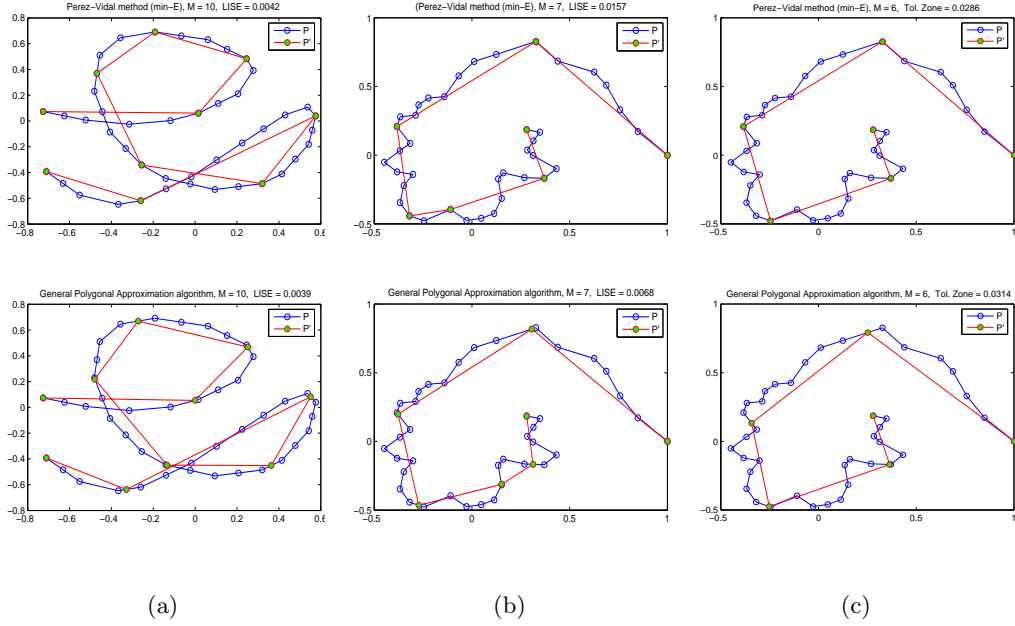 Perez−Vidal method (min−E), M = 10,  LISE = 0.0042
0.8
0.6
0.4
0.2
0
−0.2
−0.4
−0.6
−0.8
−0.8 −0.6 −0.4 −0.2 0 0.2 0.4 0.6
P
P'
(Perez−Vidal method (min−E), M = 7,  LISE = 0.0157
1
0.5
0
−0.5
−0.5 0 0.5 1
P
P'
Perez−Vidal method (min−E), M = 6,  Tol. Zone = 0.0286
1
0.5
0
−0.5
−0.5 0 0.5 1
P
P'
General Polygonal Approximation algorithm, M = 10,  LISE = 0.0039
0.8
0.6
0.4
0.2
0
−0.2
−0.4
−0.6
−0.8
−0.8 −0.6 −0.4 −0.2 0 0.2 0.4 0.6
P
P'
General Polygonal Approximation algorithm, M = 7,  LISE = 0.0068
1
0.5
0
−0.5
−0.5 0 0.5 1
P
P'
General Polygonal Approximation algorithm, M = 6,  Tol. Zone = 0.0314
1
0.5
0
−0.5
−0.5 0 0.5 1
P
P'
(a) (b) (c)